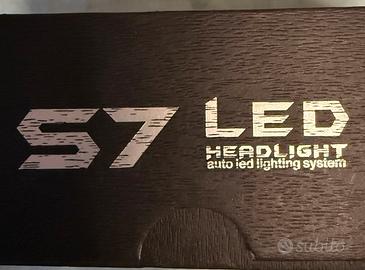 S7 LED
HEADLIGHT
auto led lighting system
subito